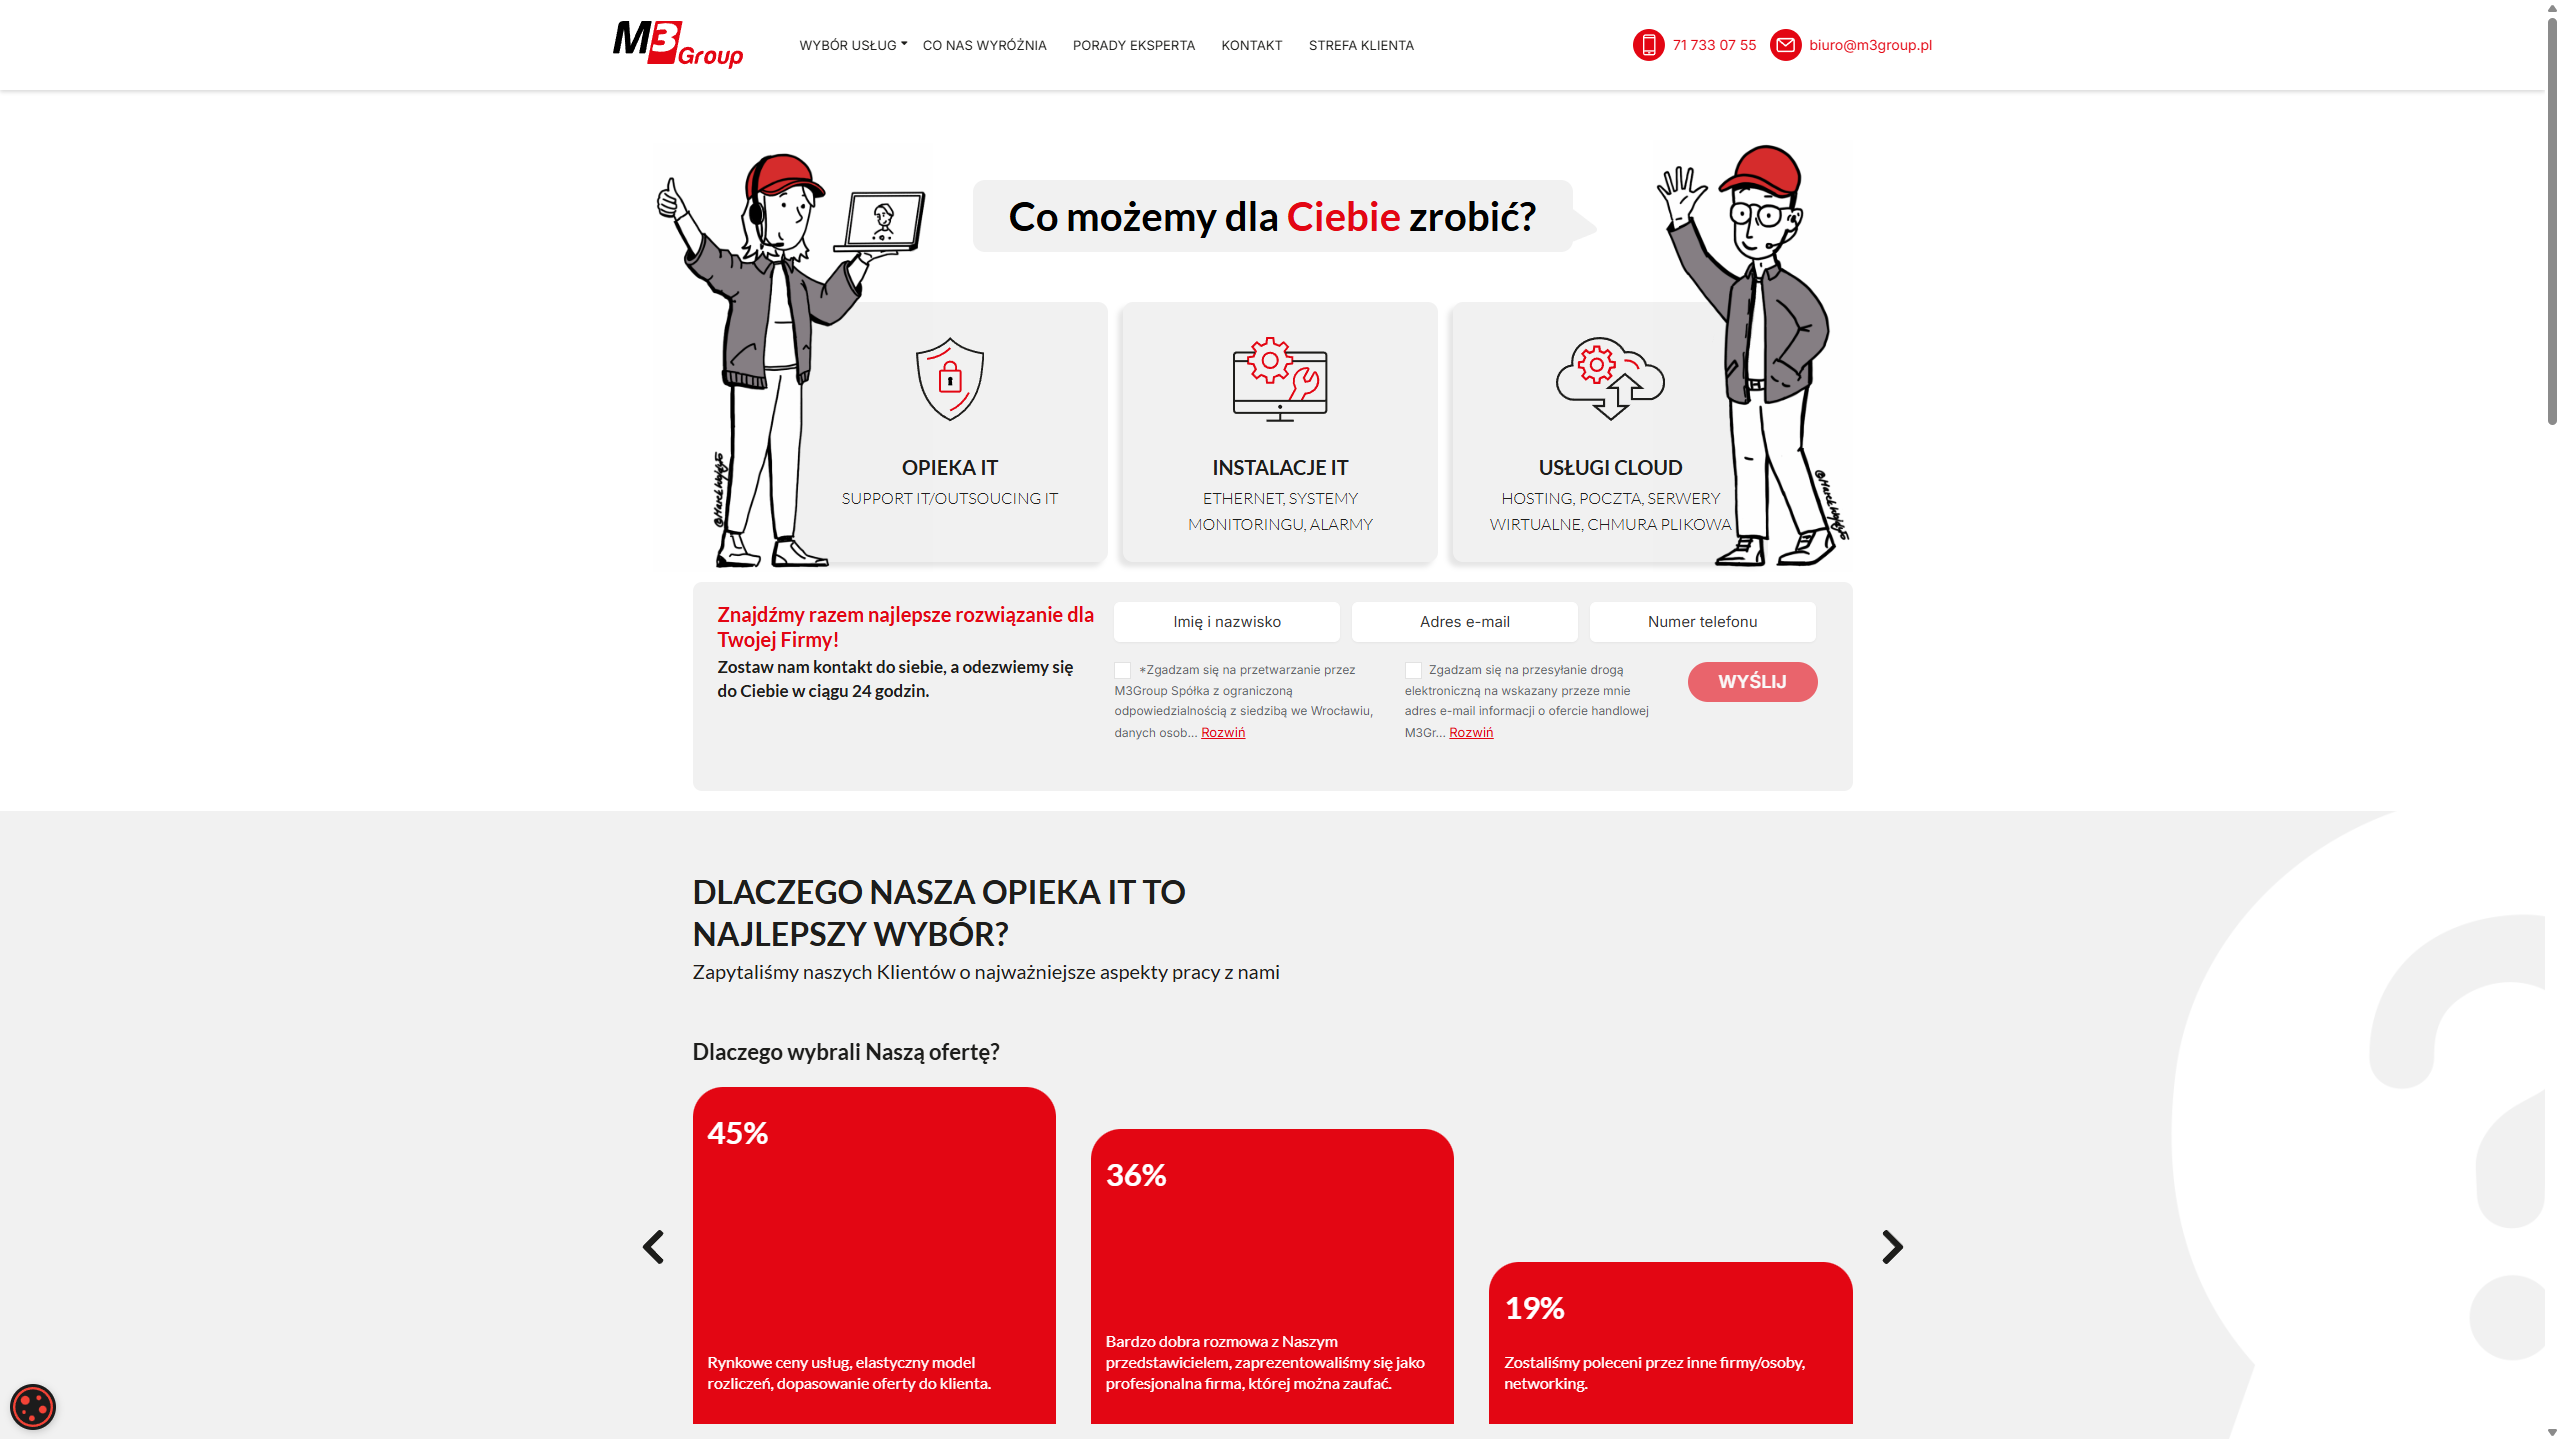 M3Group
WYBÓR USŁUG
CO NAS WYRÓŻNIA
PORADY EKSPERTA
KONTAKT
STREFA KLIENTA
71 733 07 55
biuro@m3group.pl
Co możemy dla Ciebie zrobić?
OPIEKA IT
SUPPORT IT/OUTSOUCING IT
INSTALACJE IT
ETHERNET, SYSTEMY
MONITORINGU, ALARMY
USŁUGI CLOUD
HOSTING, POCZTA, SERWERY
WIRTUALNE, CHMURA PLIKOWA
Znajdźmy razem najlepsze rozwiązanie dla
Twojej Firmy!
Zostaw nam kontakt do siebie, a odezwiemy się
do Ciebie w ciągu 24 godzin.
Imię i nazwisko
Adres e-mail
Numer telefonu
*Zgadzam się na przetwarzanie przez
M3Group Spółka z ograniczoną
odpowiedzialnością z siedzibą we Wrocławiu,
danych osob... Rozwiń
Zgadzam się na przesyłanie drogą
elektroniczną na wskazany przeze mnie
adres e-mail informacji o ofercie handlowej
M3Gr... Rozwiń
WYŚLIJ
DLACZEGO NASZA OPIEKA IT TO
NAJLEPSZY WYBÓR?
Zapytaliśmy naszych Klientów o najważniejsze aspekty pracy z nami
Dlaczego wybrali Naszą ofertę?
45%
Rynkowe ceny usług, elastyczny model
rozliczeń, dopasowanie oferty do klienta.
36%
Bardzo dobra rozmowa z Naszym
przedstawicielem, zaprezentowaliśmy się jako
profesjonalna firma, której można zaufać.
19%
Zostaliśmy poleceni przez inne firmy/osoby,
networking.